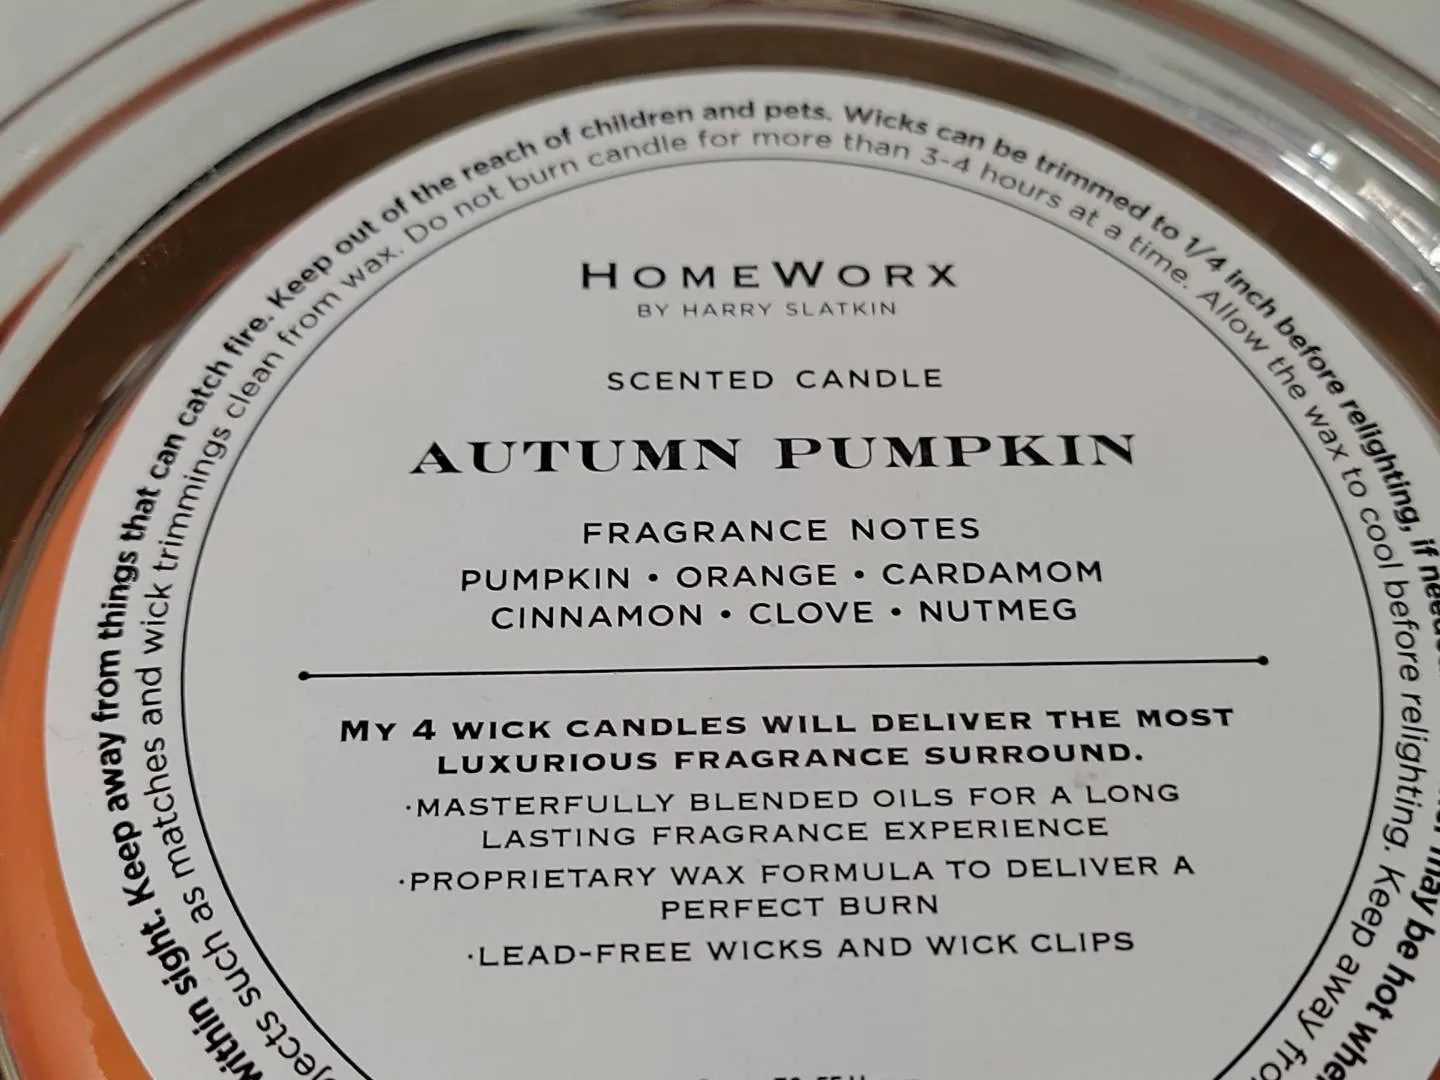 within sight. Keep away from things that can catch fire. Keep out of the reach of children and pets. Wicks can be trimmed to 1/4 inch before relighting, if
may be hot
such as matches and wick trimmings clean from wax. Do not burn candle for more than 3-4 hours at a time. Allow the wax to cool before relighting. Keep away
HOMEWORX
BY HARRY SLATKIN
SCENTED CANDLE
AUTUMN PUMPKIN
FRAGRANCE NOTES
PUMPKIN • ORANGE • CARDAMOM
CINNAMON • CLOVE • NUTMEG
MY 4 WICK CANDLES WILL DELIVER THE MOST
LUXURIOUS FRAGRANCE SURROUND.
·MASTERFULLY BLENDED OILS FOR A LONG
LASTING FRAGRANCE EXPERIENCE
·PROPRIETARY WAX FORMULA TO DELIVER A
PERFECT BURN
·LEAD-FREE WICKS AND WICK CLIPS